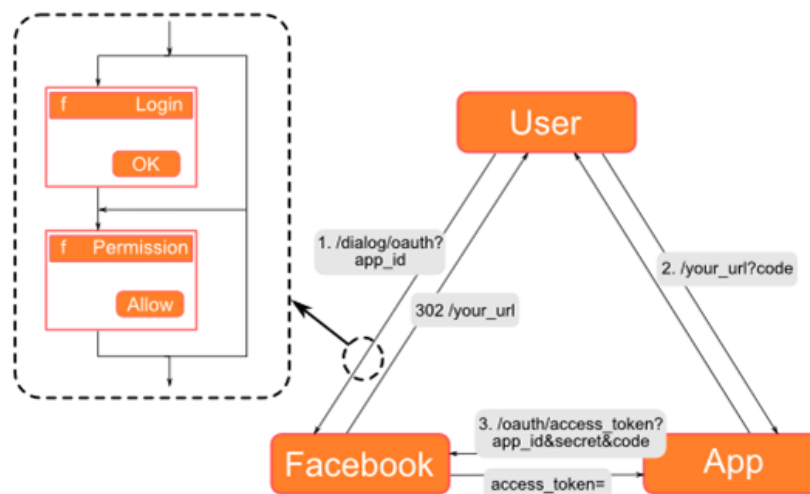 f Login
OK
f Permission
Allow
User
1. /dialog/oauth?
app_id
302 /your_url
2. /your_url?code
3. /oauth/access_token?
app_id&secret&code
Facebook
App
access_token=